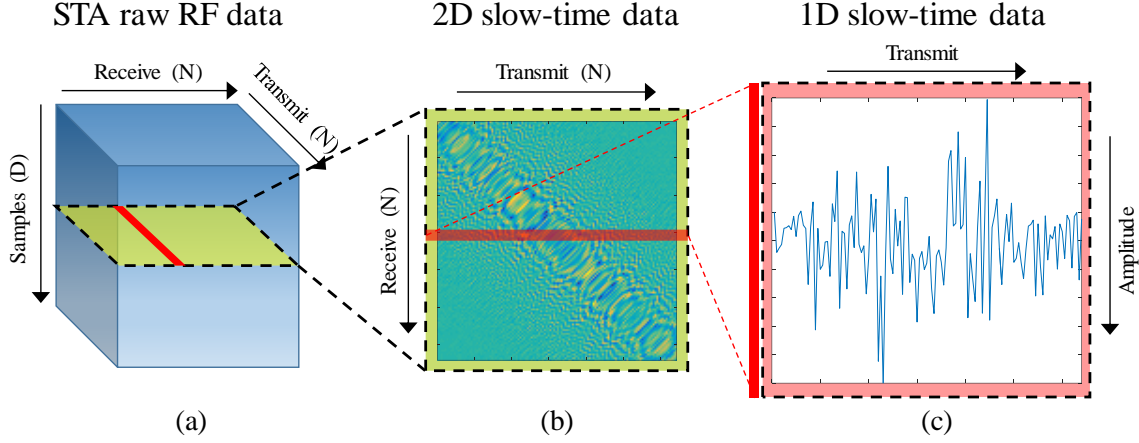 STA raw RF data
2D slow-time data
1D slow-time data
Receive (N)
Transmit (N)
Samples (D)
Transmit (N)
Receive (N)
Transmit
Amplitude
(a)
(b)
(c)